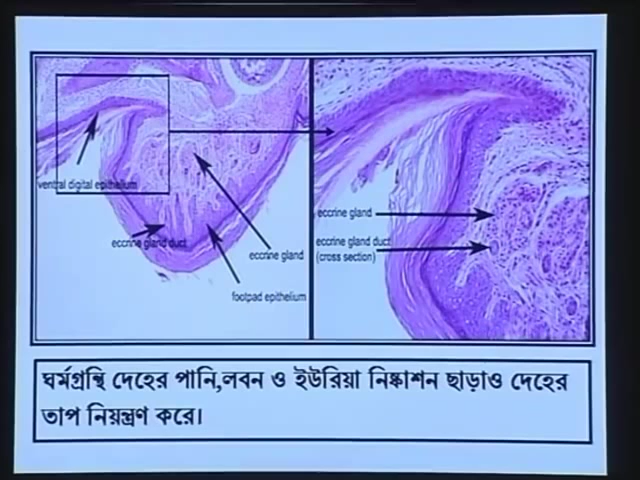 ventral digital epithelium
eccrine gland duct
eccrine gland
footpad epithelium
eccrine gland
eccrine gland duct
(cross section)
ঘর্মগ্রন্থি দেহের পানি,লবন ও ইউরিয়া নিষ্কাশন ছাড়াও দেহের
তাপ নিয়ন্ত্রণ করে।